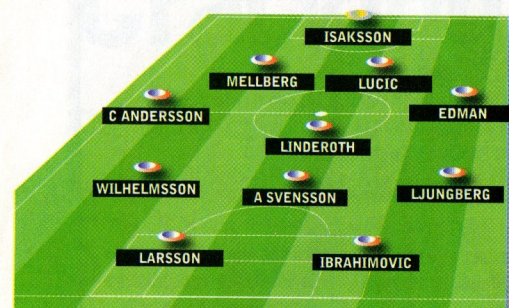 ISAKSSON
MELLBERG
LUCIC
C ANDERSSON
EDMAN
LINDEROTH
WILHELMSSON
A SVENSSON
LJUNGBERG
LARSSON
IBRAHIMOVIC